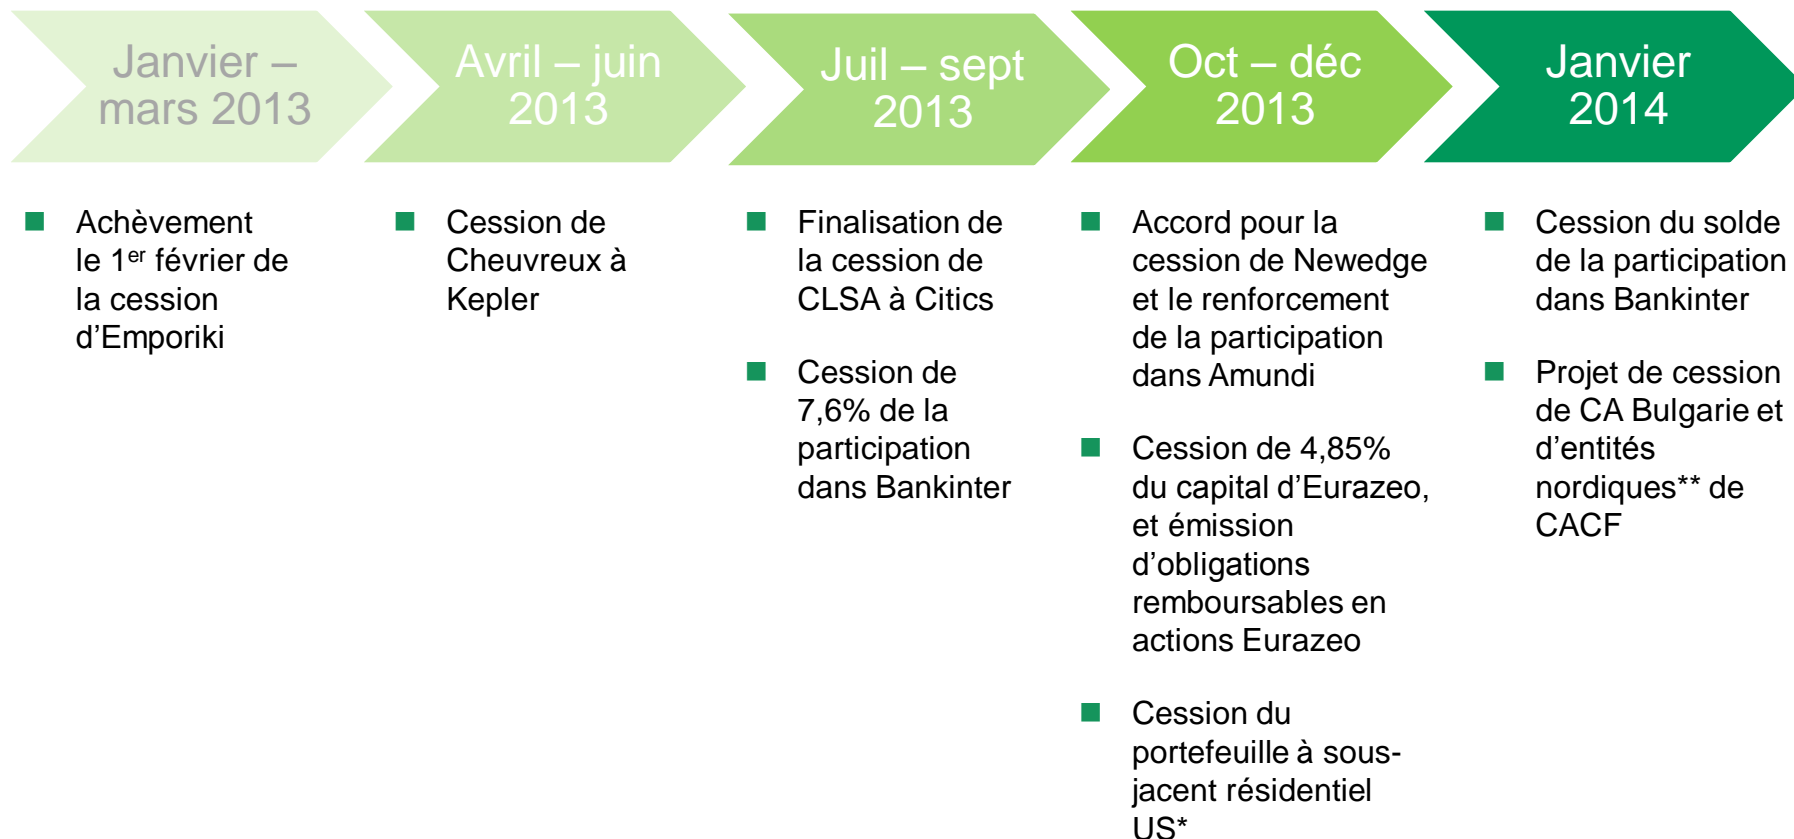 Janvier –
mars 2013
Avril – juin
2013
Juil – sept
2013
Oct – déc
2013
Janvier
2014
Achèvement
le 1er février de
la cession
d’Emporiki
Cession de
Cheuvreux à
Kepler
Finalisation de
la cession de
CLSA à Citics
Cession de
7,6% de la
participation
dans Bankinter
Accord pour la
cession de Newedge
et le renforcement
de la participation
dans Amundi
Cession de 4,85%
du capital d’Eurazeo,
et émission
d’obligations
remboursables en
actions Eurazeo
Cession du
portefeuille à sous-
jacent résidentiel
US*
Cession du solde
de la participation
dans Bankinter
Projet de cession
de CA Bulgarie et
d’entités
nordiques** de
CACF